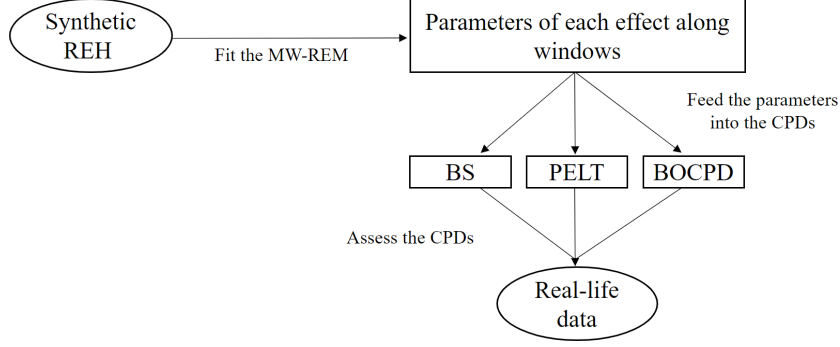 Synthetic
REH
Fit the MW-REM
Parameters of each effect along
windows
Feed the parameters
into the CPDs
BS
PELT
BOCPD
Assess the CPDs
Real-life
data